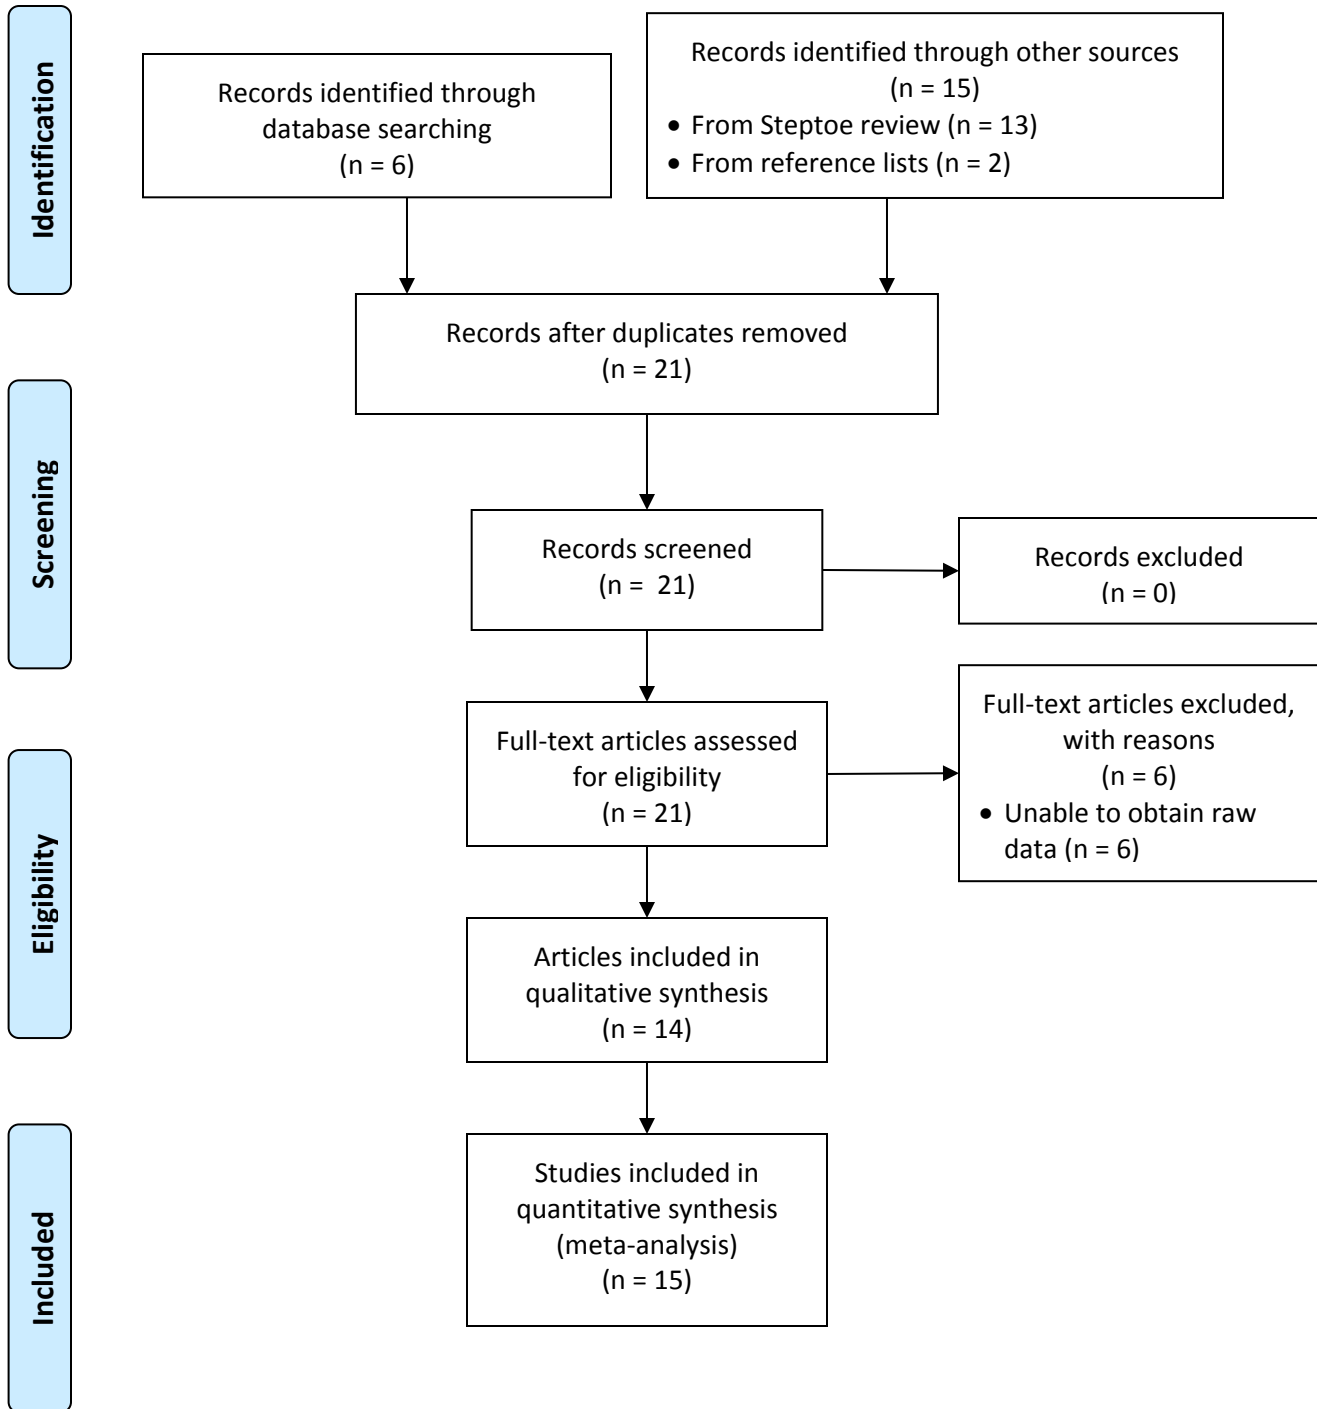 Identification
Records identified through
database searching
(n = 6)
Records identified through other sources
(n = 15)
• From Steptoe review (n = 13)
• From reference lists (n = 2)
Records after duplicates removed
(n = 21)
Screening
Records screened
(n =  21)
Records excluded
(n = 0)
Eligibility
Full-text articles assessed
for eligibility
(n = 21)
Full-text articles excluded,
with reasons
(n = 6)
• Unable to obtain raw
data (n = 6)
Articles included in
qualitative synthesis
(n = 14)
Included
Studies included in
quantitative synthesis
(meta-analysis)
(n = 15)